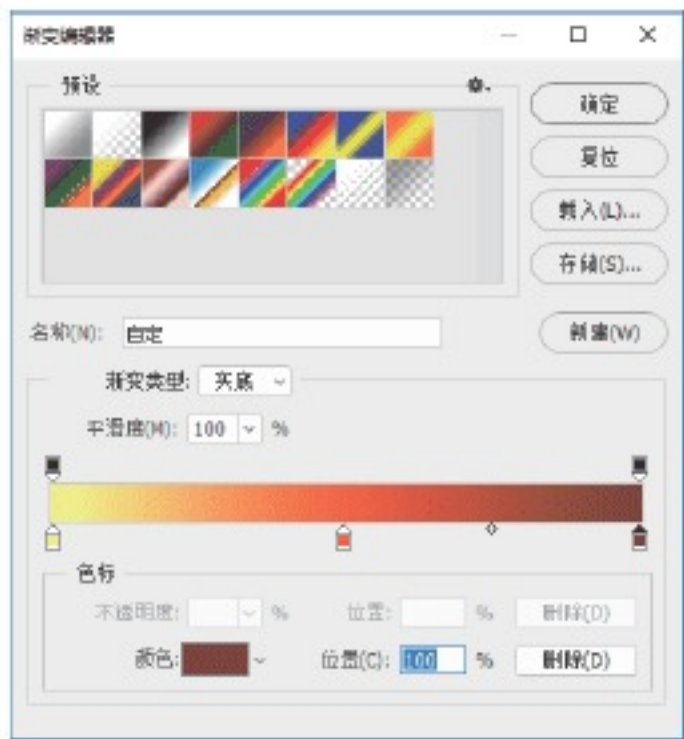 渐变编辑器
预设
确定
复位
载入(L)...
存储(S)...
名称(N): 自定
新建(W)
渐变类型: 实底
平滑度(M): 100 %
色标
不透明度: % 位置: % 删除(D)
颜色: 位置(C): 100 % 删除(D)